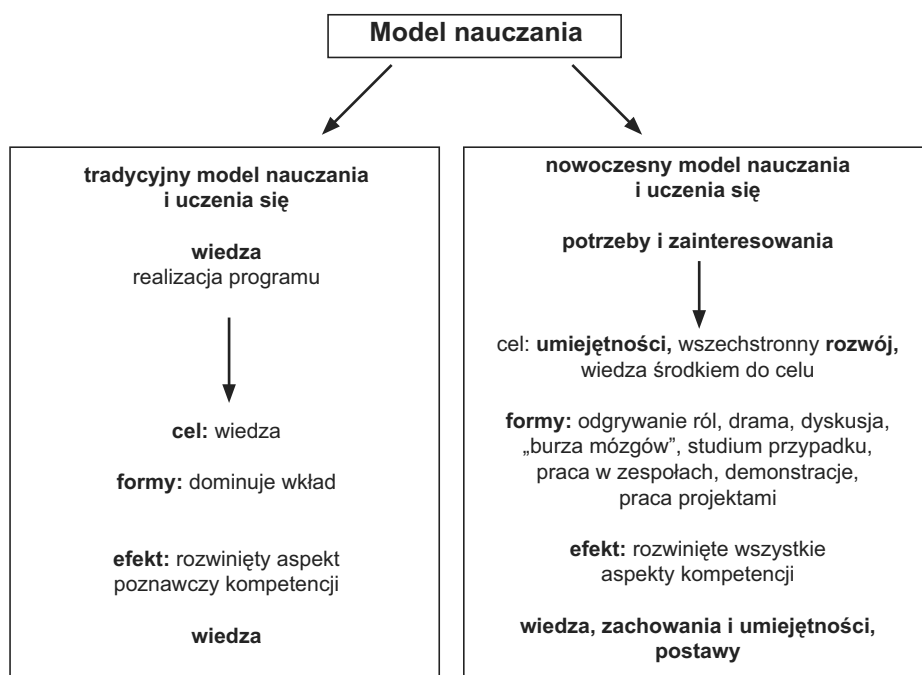 Model nauczania
tradycyjny model nauczania
i uczenia się
wiedza
realizacja programu
cel: wiedza
formy: dominuje wkład
efekt: rozwinięty aspekt
poznawczy kompetencji
wiedza
nowoczesny model nauczania
i uczenia się
potrzeby i zainteresowania
cel: umiejętności, wszechstronny rozwój,
wiedza środkiem do celu
formy: odgrywanie ról, drama, dyskusja,
„burza mózgów”, studium przypadku,
praca w zespołach, demonstracje,
praca projektami
efekt: rozwinięte wszystkie
aspekty kompetencji
wiedza, zachowania i umiejętności,
postawy